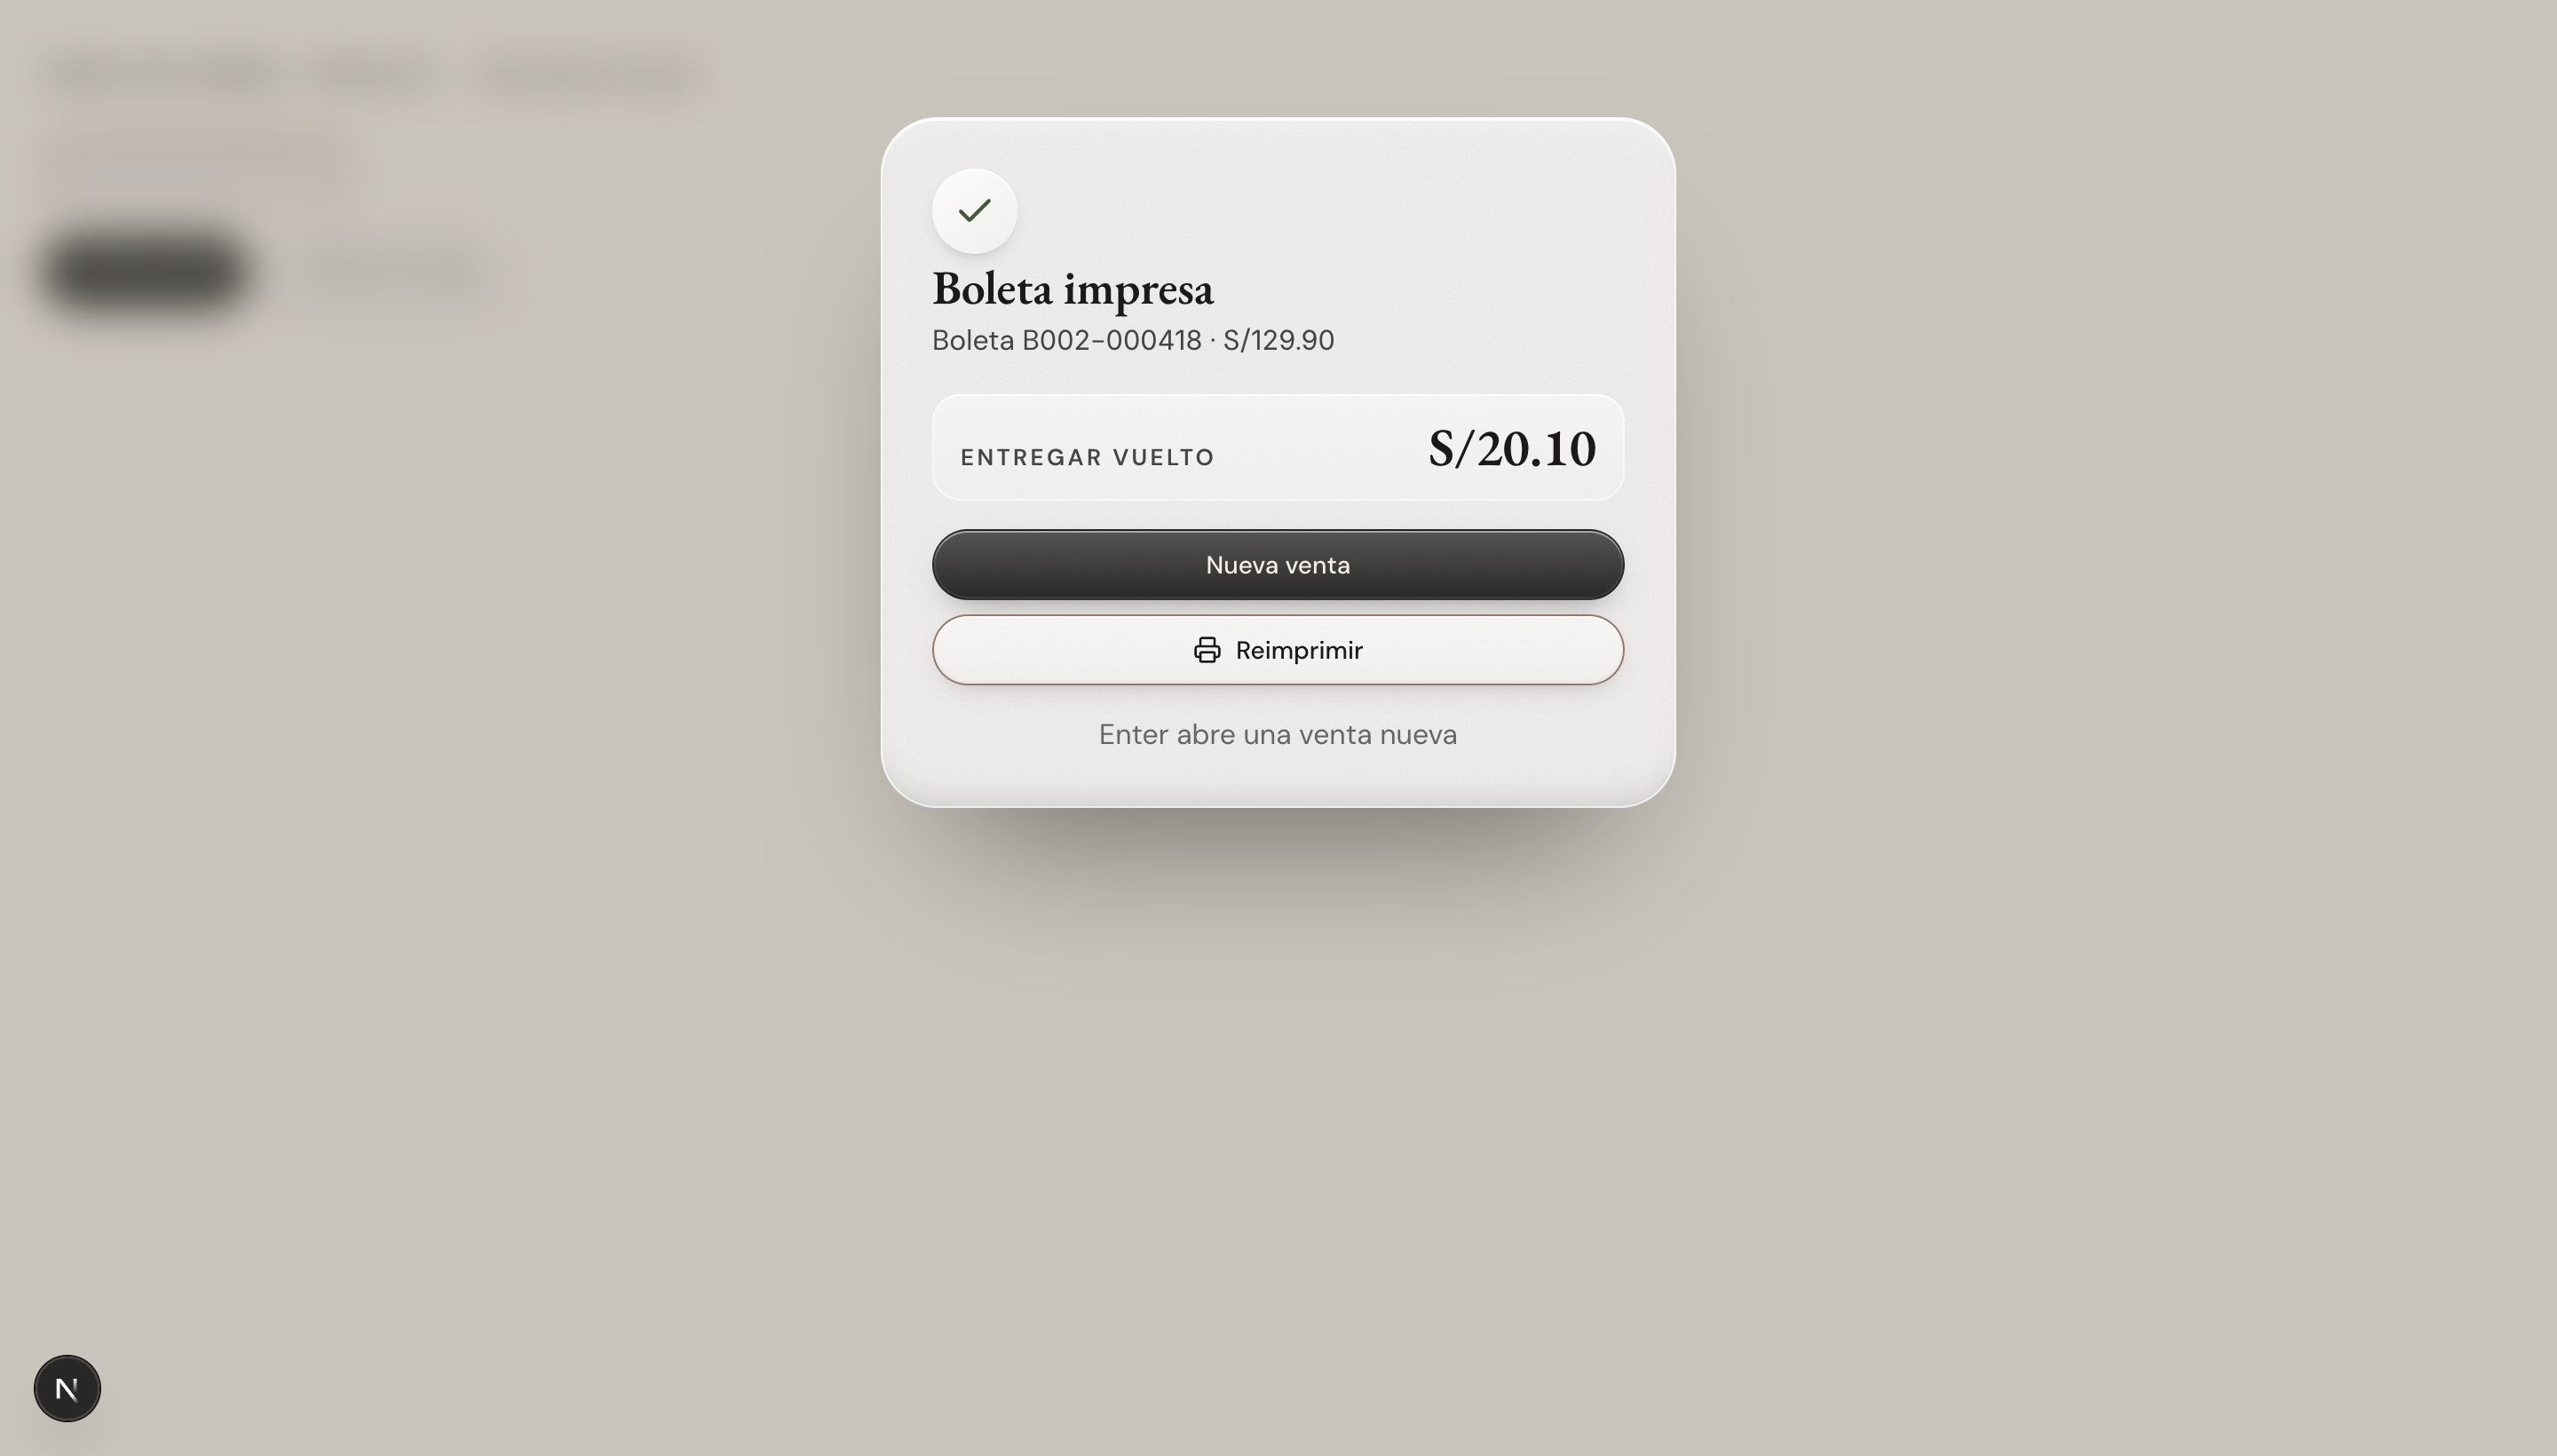 Boleta impresa
Boleta B002-000418 · S/129.90
ENTREGAR VUELTO S/20.10
Nueva venta
Reimprimir
Enter abre una venta nueva
N